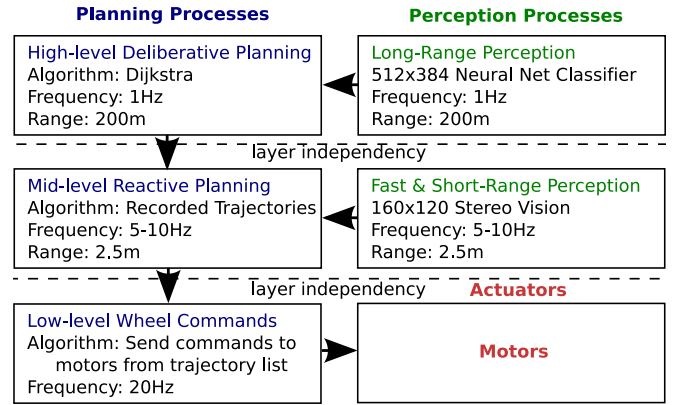 Planning Processes
Perception Processes
High-level Deliberative Planning
Algorithm: Dijkstra
Frequency: 1Hz
Range: 200m
Long-Range Perception
512x384 Neural Net Classifier
Frequency: 1Hz
Range: 200m
layer independency
Mid-level Reactive Planning
Algorithm: Recorded Trajectories
Frequency: 5-10Hz
Range: 2.5m
Fast & Short-Range Perception
160x120 Stereo Vision
Frequency: 5-10Hz
Range: 2.5m
layer independency
Actuators
Low-level Wheel Commands
Algorithm: Send commands to
motors from trajectory list
Frequency: 20Hz
Motors